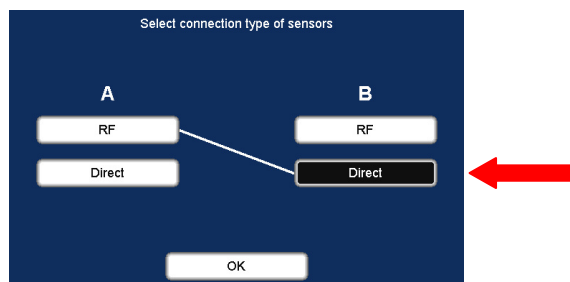 Select connection type of sensors
A B
RF RF
Direct Direct
OK